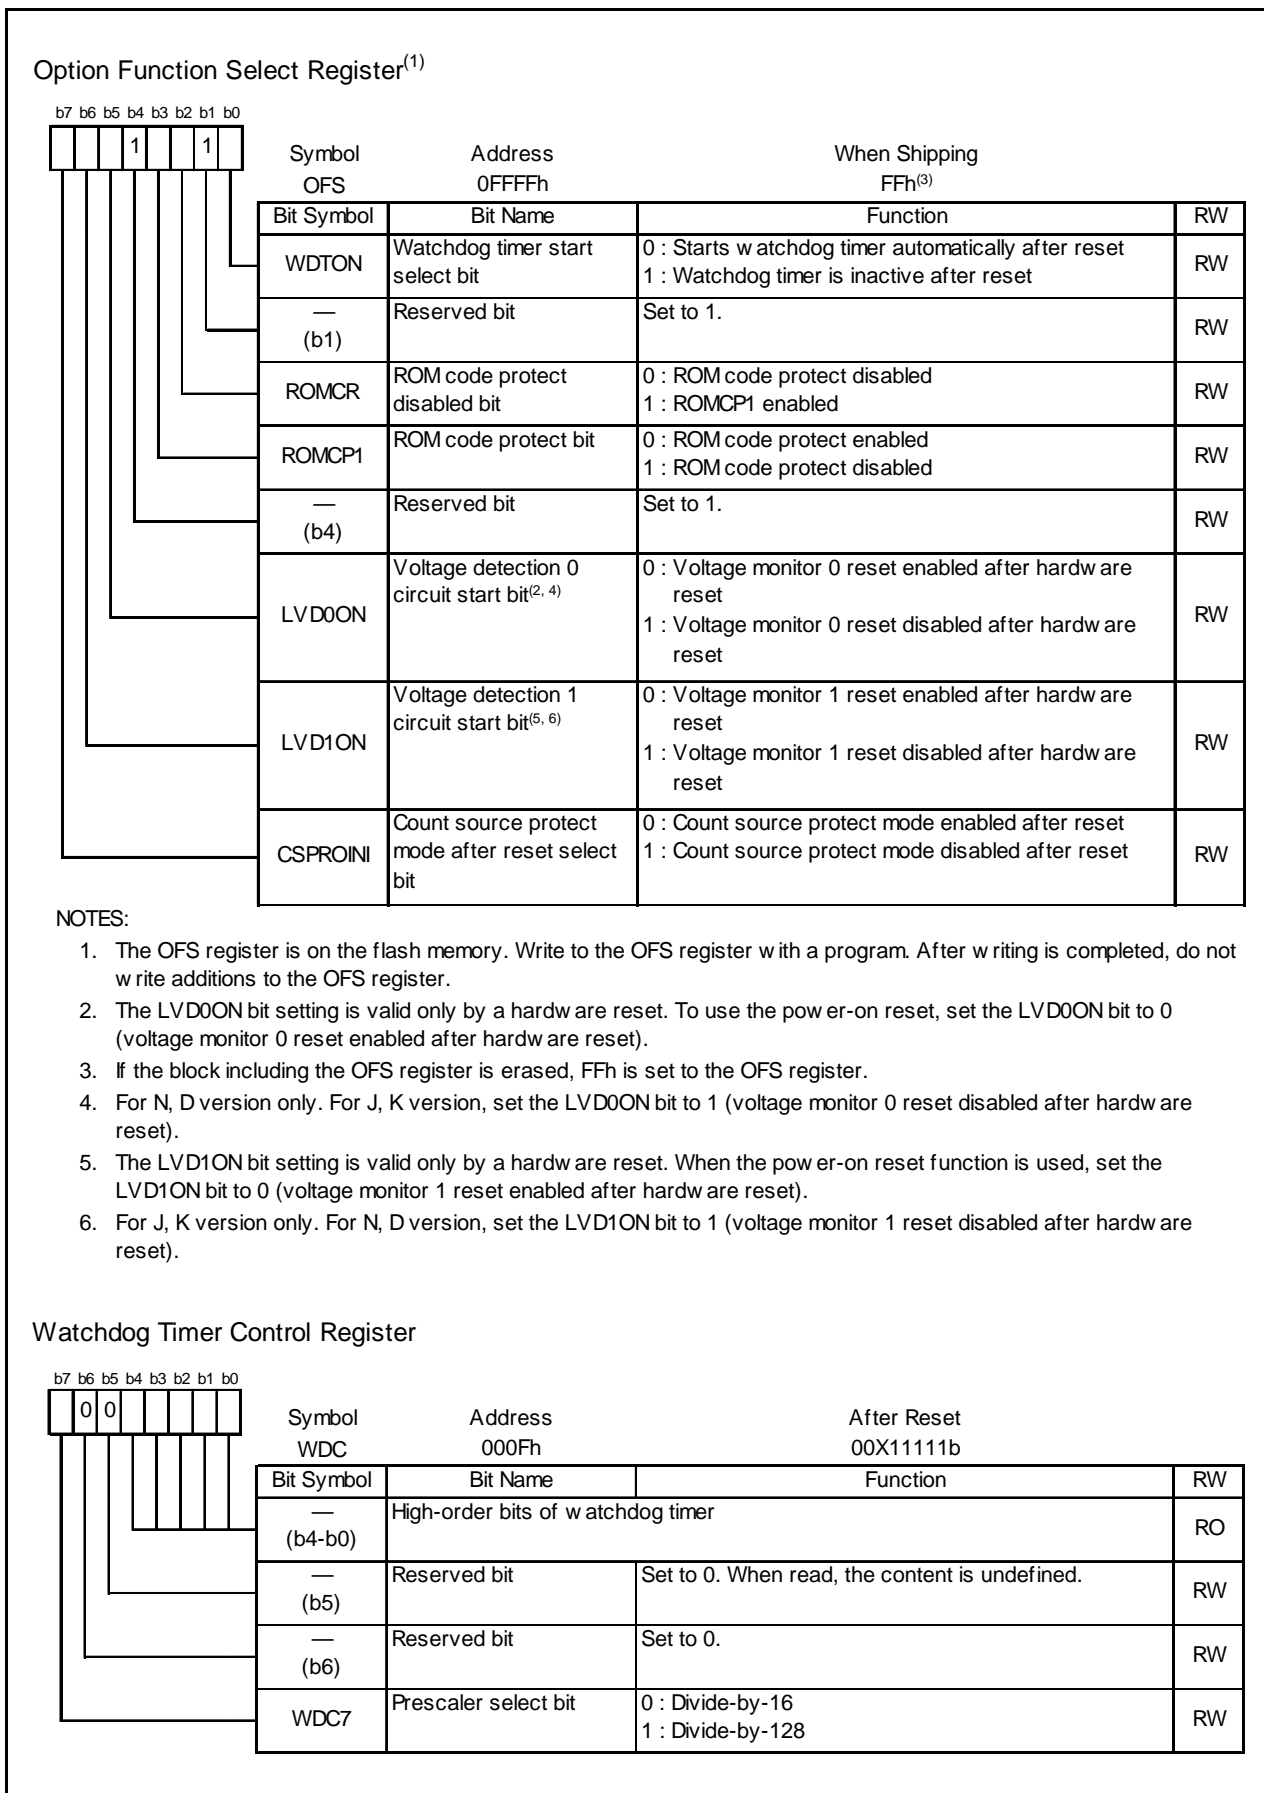 Option Function Select Register(1)
b7 b6 b5 b4 b3 b2 b1 b0
1 1
Symbol Address When Shipping
OFS 0FFFFh FFh(3)
Bit Symbol Bit Name Function RW
WDTON Watchdog timer start select bit 0 : Starts watchdog timer automatically after reset
1 : Watchdog timer is inactive after reset RW
— (b1) Reserved bit Set to 1. RW
ROMCR ROM code protect disabled bit 0 : ROM code protect disabled
1 : ROMCP1 enabled RW
ROMCP1 ROM code protect bit 0 : ROM code protect enabled
1 : ROM code protect disabled RW
— (b4) Reserved bit Set to 1. RW
LVD0ON Voltage detection 0 circuit start bit(2, 4) 0 : Voltage monitor 0 reset enabled after hardware reset
1 : Voltage monitor 0 reset disabled after hardware reset RW
LVD1ON Voltage detection 1 circuit start bit(5, 6) 0 : Voltage monitor 1 reset enabled after hardware reset
1 : Voltage monitor 1 reset disabled after hardware reset RW
CSPROINI Count source protect mode after reset select bit 0 : Count source protect mode enabled after reset
1 : Count source protect mode disabled after reset RW
NOTES:
1. The OFS register is on the flash memory. Write to the OFS register with a program. After writing is completed, do not
write additions to the OFS register.
2. The LVD0ON bit setting is valid only by a hardware reset. To use the power-on reset, set the LVD0ON bit to 0
(voltage monitor 0 reset enabled after hardware reset).
3. If the block including the OFS register is erased, FFh is set to the OFS register.
4. For N, D version only. For J, K version, set the LVD0ON bit to 1 (voltage monitor 0 reset disabled after hardware
reset).
5. The LVD1ON bit setting is valid only by a hardware reset. When the power-on reset function is used, set the
LVD1ON bit to 0 (voltage monitor 1 reset enabled after hardware reset).
6. For J, K version only. For N, D version, set the LVD1ON bit to 1 (voltage monitor 1 reset disabled after hardware
reset).
Watchdog Timer Control Register
b7 b6 b5 b4 b3 b2 b1 b0
0 0
Symbol Address After Reset
WDC 000Fh 00X11111b
Bit Symbol Bit Name Function RW
— (b4-b0) High-order bits of watchdog timer RO
— (b5) Reserved bit Set to 0. When read, the content is undefined. RW
— (b6) Reserved bit Set to 0. RW
WDC7 Prescaler select bit 0 : Divide-by-16
1 : Divide-by-128 RW